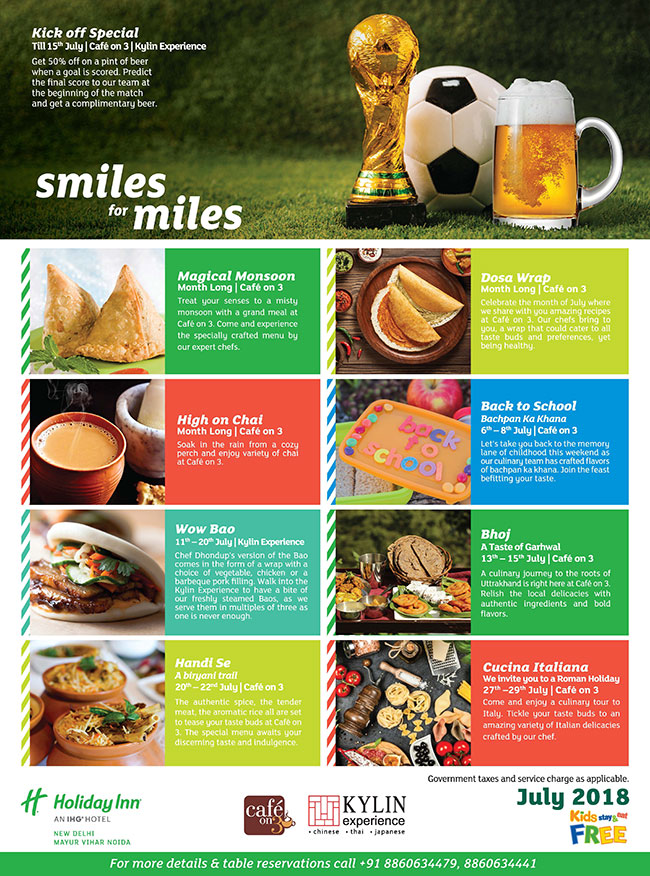 Kick off Special
Till 15th July | Café on 3 | Kylin Experience
Get 50% off on a pint of beer
when a goal is scored. Predict
the final score to our team at
the beginning of the match
and get a complimentary beer.
smiles
for miles
Magical Monsoon
Month Long | Café on 3
Treat your senses to a misty
monsoon with a grand meal at
Café on 3. Come and experience
the specially crafted menu by
our expert chefs.
Dosa Wrap
Month Long | Café on 3
Celebrate the month of July where
we share with you amazing recipes
at Café on 3. Our chefs bring to
you, a wrap that could cater to all
taste buds and preferences, yet
being healthy.
High on Chai
Month Long | Café on 3
Soak in the rain from a cozy
perch and enjoy variety of chai
at Café on 3.
back
to
school
Back to School
Bachpan Ka Khana
6th – 8th July | Café on 3
Let's take you back to the memory
lane of childhood this weekend as
our culinary team has crafted flavors
of bachpan ka khana. Join the feast
befitting your taste.
Wow Bao
11th – 20th July | Kylin Experience
Chef Dhondup's version of the Bao
comes in the form of a wrap with a
choice of vegetable, chicken or a
barbeque pork filling. Walk into the
Kylin Experience to have a bite of
our freshly steamed Baos, as we
serve them in multiples of three as
one is never enough.
Bhoj
A Taste of Garhwal
13th – 15th July | Café on 3
A culinary journey to the roots of
Uttrakhand is right here at Café on 3.
Relish the local delicacies with
authentic ingredients and bold
flavors.
Handi Se
A biryani trail
20th – 22nd July | Café on 3
The authentic spice, the tender
meat, the aromatic rice all are set
to tease your taste buds at Café on
3. The special menu awaits your
discerning taste and indulgence.
Cucina Italiana
We invite you to a Roman Holiday
27th –29th July | Café on 3
Come and enjoy a culinary tour to
Italy. Tickle your taste buds to an
amazing variety of Italian delicacies
crafted by our chef.
Government taxes and service charge as applicable.
July 2018
Kids stay & eat
FREE
H Holiday Inn
AN IHG® HOTEL
NEW DELHI
MAYUR VIHAR NOIDA
café
on 3
KYLIN
experience
• chinese • thai • japanese
For more details & table reservations call +91 8860634479, 8860634441